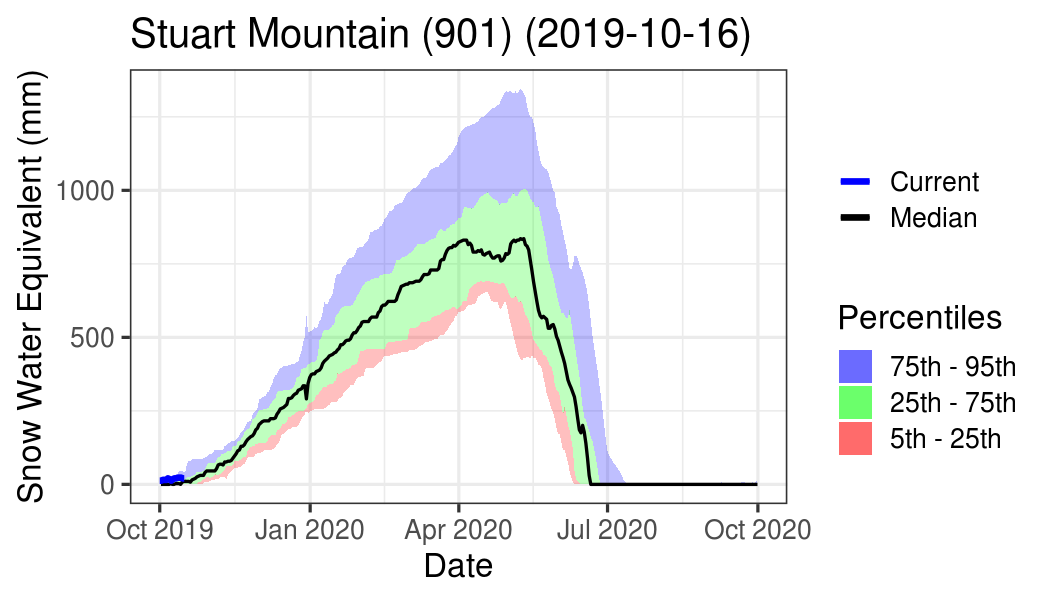 Stuart Mountain (901) (2019-10-16)
Snow Water Equivalent (mm)
1000
500
0
Oct 2019 Jan 2020 Apr 2020 Jul 2020 Oct 2020
Date
Current
Median
Percentiles
75th - 95th
25th - 75th
5th - 25th